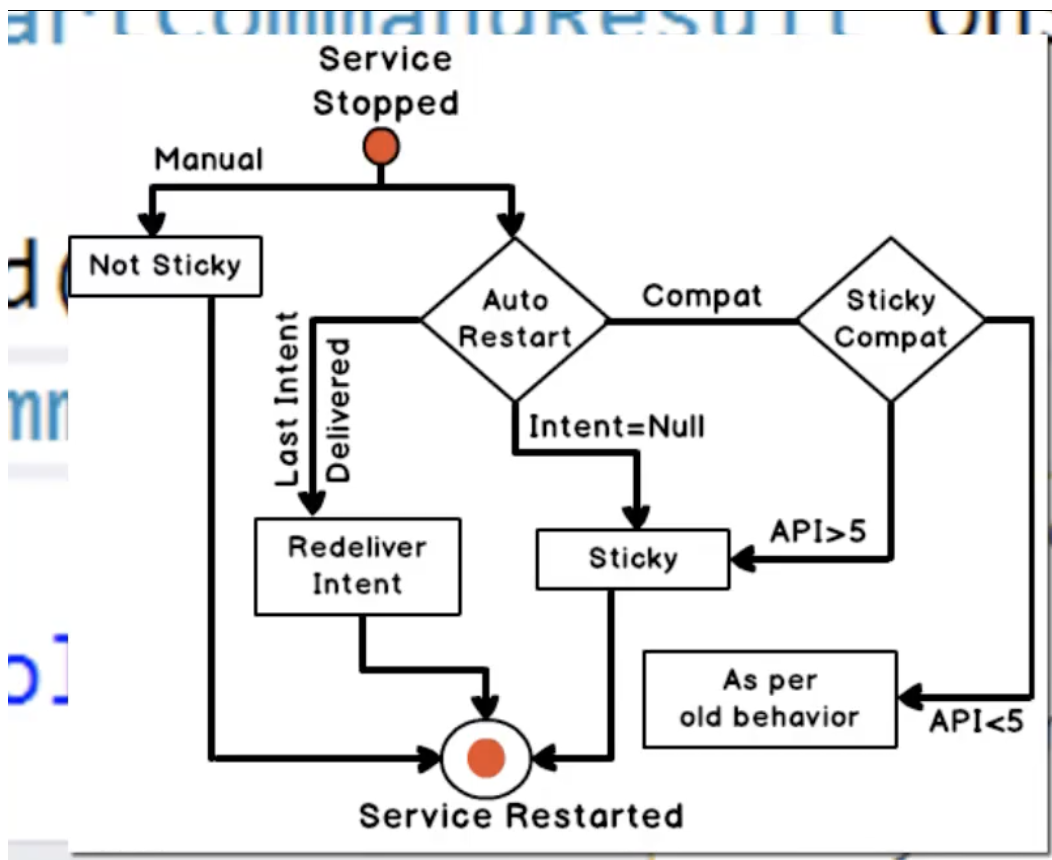 Service
Stopped
Manual
Not Sticky
Auto
Restart
Compat
Sticky
Compat
Last Intent
Delivered
Intent=Null
Redeliver
Intent
Sticky
API>5
As per
old behavior
API<5
Service Restarted